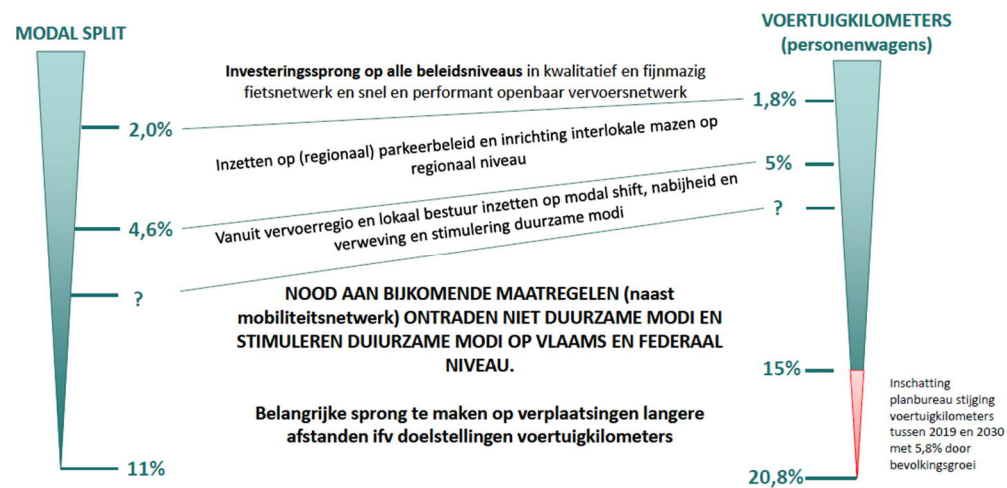 MODAL SPLIT
VOERTUIGKILOMETERS
(personenwagens)
Investeringssprong op alle beleidsniveaus in kwalitatief en fijnmazig
fietsnetwerk en snel en performant openbaar vervoersnetwerk
2,0%
1,8%
Inzetten op (regionaal) parkeerbeleid en inrichting interlokale mazen op
regionaal niveau
4,6%
5%
Vanuit vervoerregio en lokaal bestuur inzetten op modal shift, nabijheid en
verweving en stimulering duurzame modi
?
?
NOOD AAN BIJKOMENDE MAATREGELEN (naast
mobiliteitsnetwerk) ONTRADEN NIET DUURZAME MODI EN
STIMULEREN DUIURZAME MODI OP VLAAMS EN FEDERAAL
NIVEAU.
Belangrijke sprong te maken op verplaatsingen langere
afstanden ifv doelstellingen voertuigkilometers
11%
15%
20,8%
Inschatting
planbureau stijging
voertuigkilometers
tussen 2019 en 2030
met 5,8% door
bevolkingsgroei